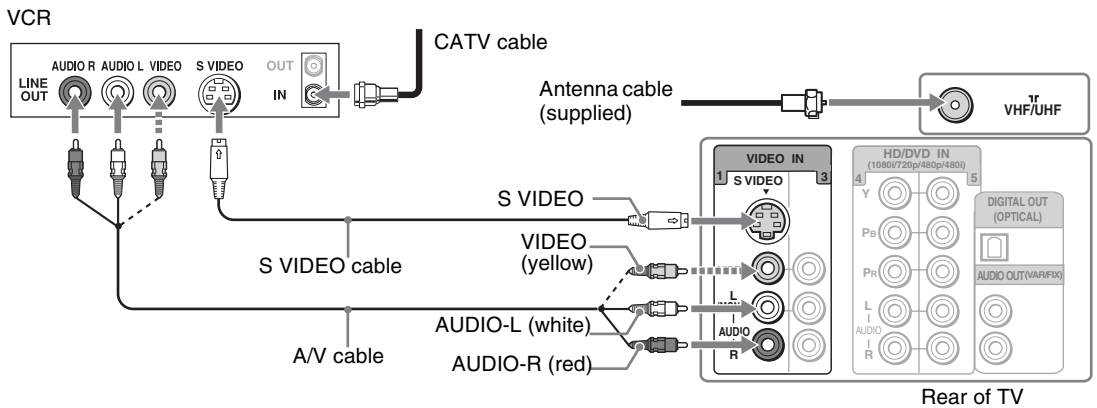 VCR
CATV cable
AUDIO R AUDIO L VIDEO S VIDEO
OUT
LINE OUT
IN
Antenna cable
(supplied)
VHF/UHF
VIDEO IN
1 3
S VIDEO
HD/DVD IN
(1080i/720p/480p/480i)
4 5
Y
PB
PR
L
AUDIO
R
DIGITAL OUT
(OPTICAL)
AUDIO OUT(VAR/FIX)
L
AUDIO
R
S VIDEO
VIDEO
(yellow)
S VIDEO cable
AUDIO-L (white)
A/V cable
AUDIO-R (red)
Rear of TV